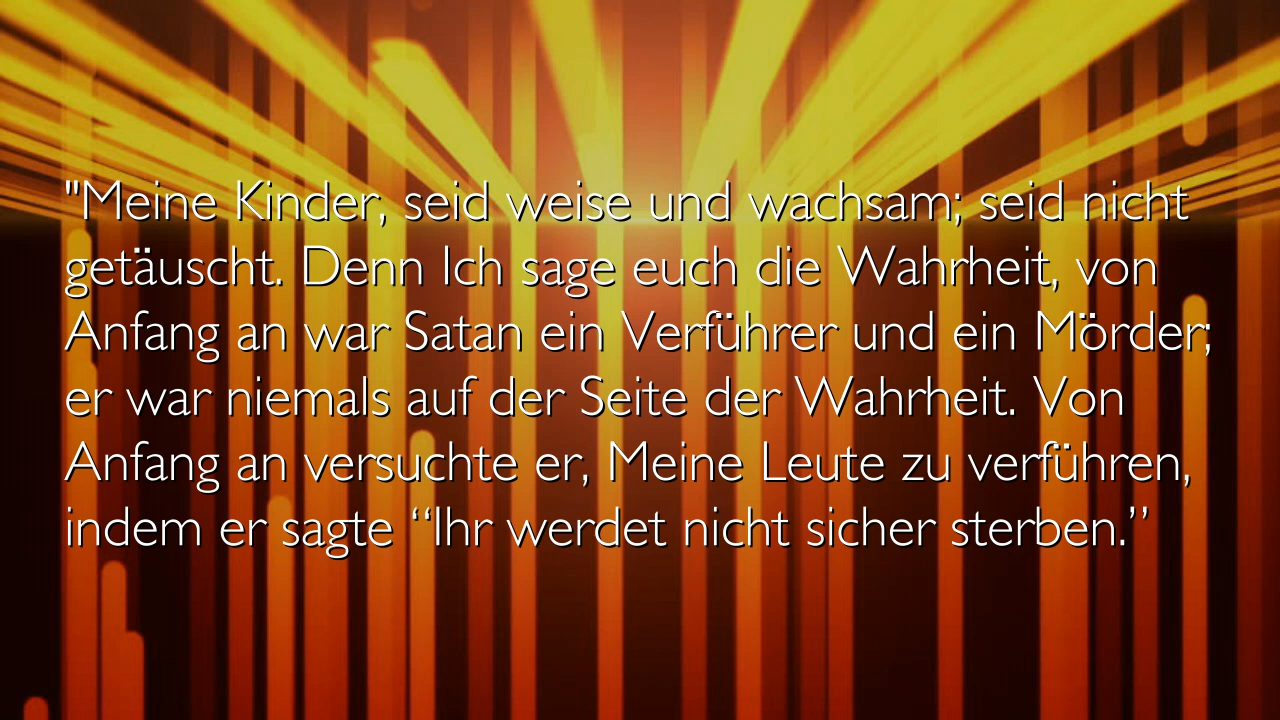 "Meine Kinder, seid weise und wachsam; seid nicht
getäuscht. Denn Ich sage euch die Wahrheit, von
Anfang an war Satan ein Verführer und ein Mörder;
er war niemals auf der Seite der Wahrheit. Von
Anfang an versuchte er, Meine Leute zu verführen,
indem er sagte “Ihr werdet nicht sicher sterben.”